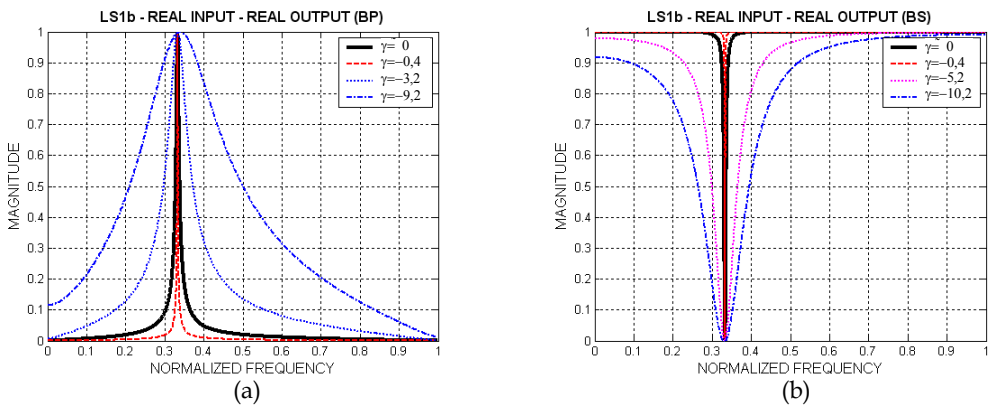 LS1b - REAL INPUT - REAL OUTPUT (BP)
MAGNITUDE
1
0.9
0.8
0.7
0.6
0.5
0.4
0.3
0.2
0.1
0
0 0.1 0.2 0.3 0.4 0.5 0.6 0.7 0.8 0.9 1
NORMALIZED FREQUENCY
γ= 0
γ=−0,4
γ=−3,2
γ=−9,2
(a)
LS1b - REAL INPUT - REAL OUTPUT (BS)
MAGNITUDE
1
0.9
0.8
0.7
0.6
0.5
0.4
0.3
0.2
0.1
0
0 0.1 0.2 0.3 0.4 0.5 0.6 0.7 0.8 0.9 1
NORMALIZED FREQUENCY
γ= 0
γ=−0,4
γ=−5,2
γ=−10,2
(b)